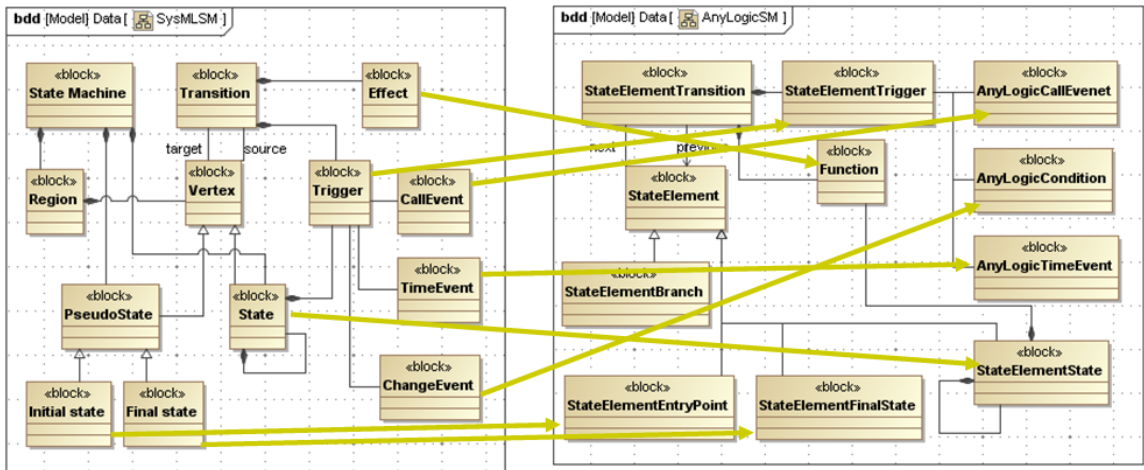 bdd [Model] Data [ SysMLSM ]
«block»
State Machine
«block»
Transition
«block»
Effect
target
source
«block»
Region
«block»
Vertex
«block»
Trigger
«block»
CallEvent
«block»
TimeEvent
«block»
PseudoState
«block»
State
«block»
ChangeEvent
«block»
Initial state
«block»
Final state
bdd [Model] Data [ AnyLogicSM ]
«block»
StateElementTransition
«block»
StateElementTrigger
«block»
AnyLogicCallEvenet
next
previous
«block»
StateElement
«block»
Function
«block»
AnyLogicCondition
«block»
AnyLogicTimeEvent
«block»
StateElementBranch
«block»
StateElementState
«block»
StateElementEntryPoint
«block»
StateElementFinalState